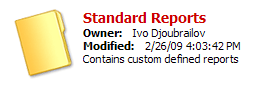 Standard Reports
Owner: Ivo Djoubrailov
Modified: 2/26/09 4:03:42 PM
Contains custom defined reports